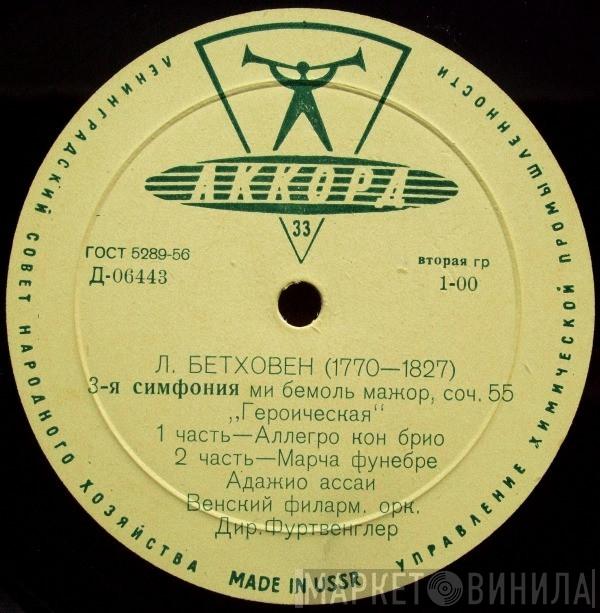 ЛЕНИНГРАДСКИЙ СОВЕТ НАРОДНОГО ХОЗЯЙСТВА
УПРАВЛЕНИЕ ХИМИЧЕСКОЙ ПРОМЫШЛЕННОСТИ
АККОРД
33
ГОСТ 5289-56
Д-06443
вторая гр
1-00
Л. БЕТХОВЕН (1770—1827)
3-я симфония ми бемоль мажор, соч. 55
„Героическая“
1 часть—Аллегро кон брио
2 часть—Марча фунебре
Адажио ассаи
Венский филарм. орк.
Дир. Фуртвенглер
MADE IN USSR
МАРКЕТ ВИНИЛА